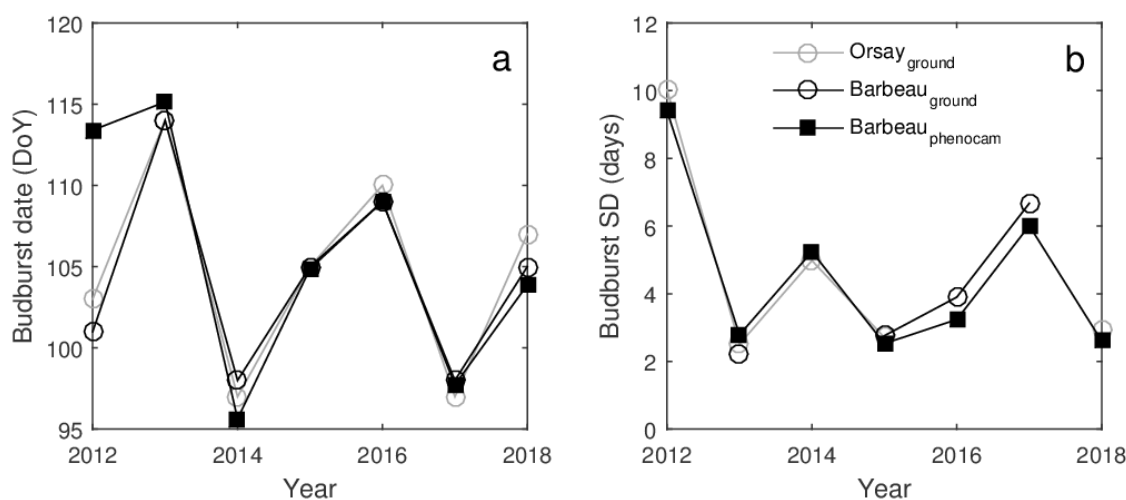 120
115
110
105
100
95
Budburst date (DoY)
a
2012
2014
2016
2018
Year
12
10
8
6
4
2
0
Budburst SD (days)
b
Orsay ground
Barbeau ground
Barbeau phenocam
2012
2014
2016
2018
Year